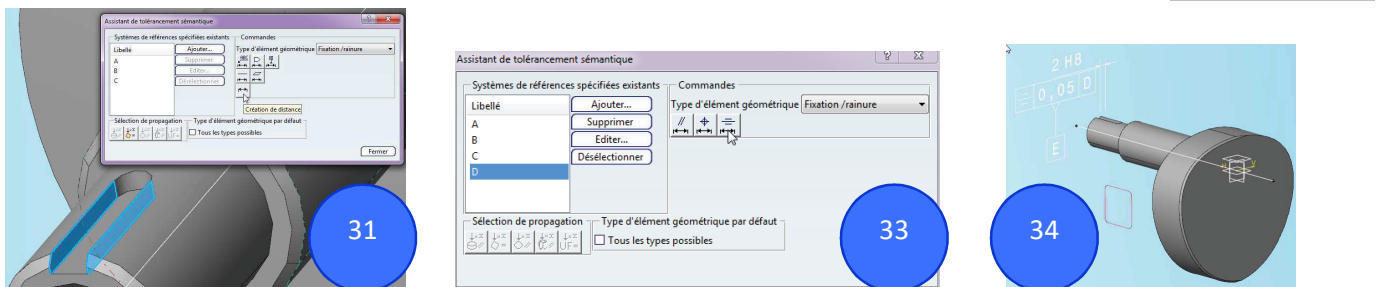 Assistant de tolérancement sémantique
Systèmes de références spécifiées existants
Commandes
Libellé
Ajouter...
Type d'élément géométrique Fixation /rainure
A
Supprimer
B
Editer...
C
Désélectionner
Création de distance
Sélection de propagation
Type d'élément géométrique par défaut
Tous les types possibles
Fermer
31
Assistant de tolérancement sémantique
Systèmes de références spécifiées existants
Commandes
Libellé
Ajouter...
Type d'élément géométrique Fixation /rainure
A
Supprimer
B
Editer...
C
Désélectionner
D
Sélection de propagation
Type d'élément géométrique par défaut
Tous les types possibles
33
2 H8
0,05 D
E
34